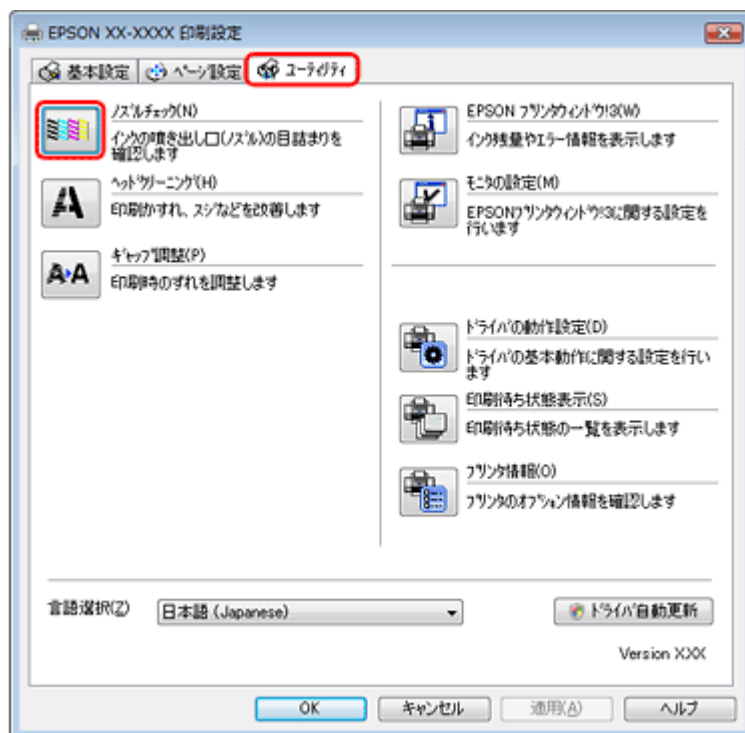 EPSON XX-XXXX 印刷設定
基本設定
ページ設定
ユーティリティ
ノズルチェック(N)
インクの噴き出し口(ノズル)の目詰まりを
確認します
ヘッドクリーニング(H)
印刷かすれ、スジなどを改善します
ギャップ調整(P)
印刷時のずれを調整します
EPSON プリンタウィンドウ!3(W)
インク残量やエラー情報を表示します
モニタの設定(M)
EPSONプリンタウィンドウ!3に関する設定を
行います
ドライバの動作設定(D)
ドライバの基本動作に関する設定を行い
ます
印刷待ち状態表示(S)
印刷待ち状態の一覧を表示します
プリンタ情報(O)
プリンタのオプション情報を確認します
言語選択(Z)
日本語 (Japanese)
ドライバ自動更新
Version XXX
OK
キャンセル
適用(A)
ヘルプ